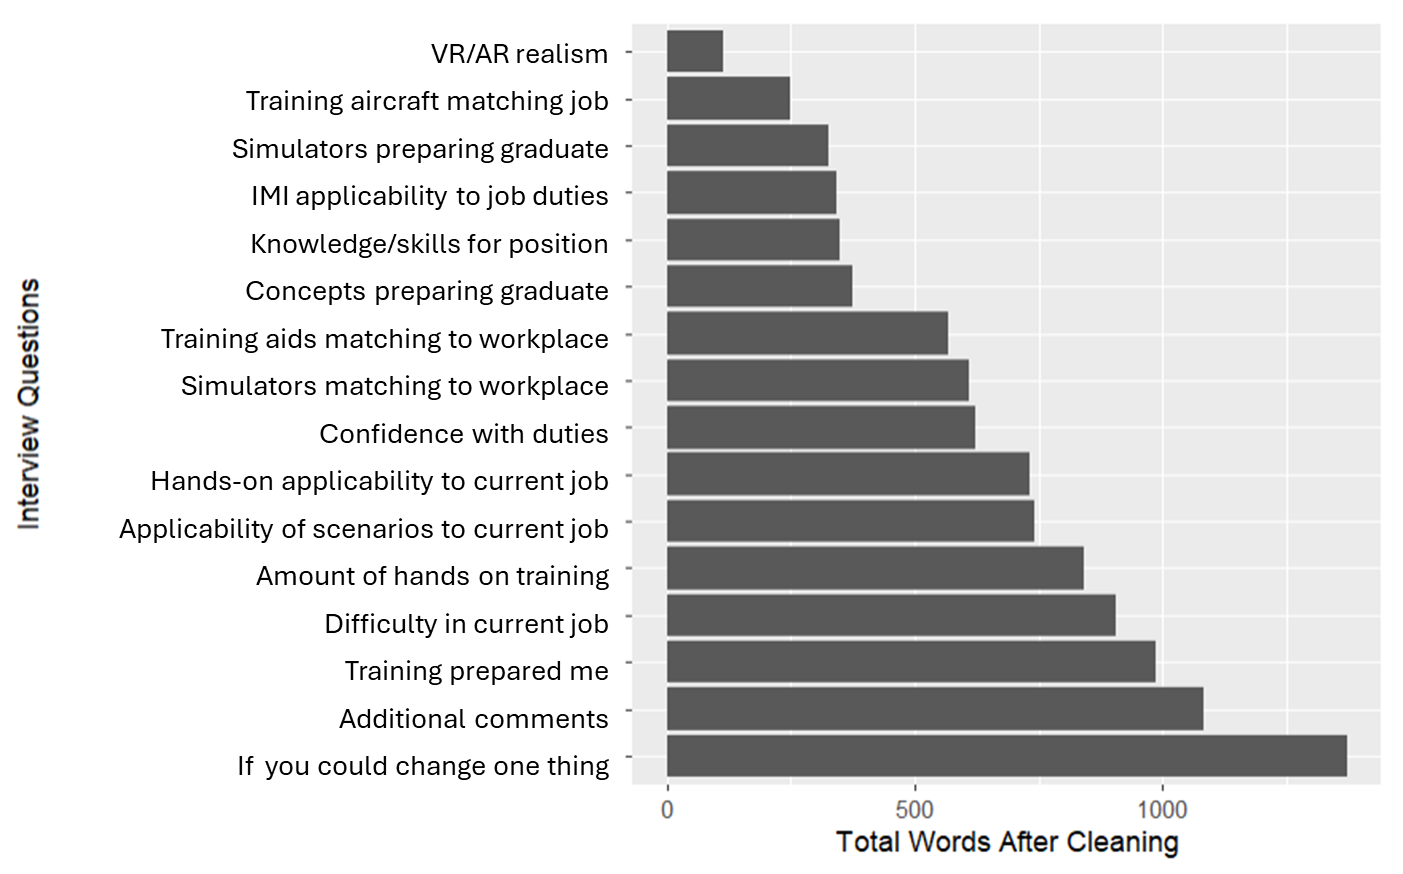 VR/AR realism
Training aircraft matching job
Simulators preparing graduate
IMI applicability to job duties
Knowledge/skills for position
Concepts preparing graduate
Training aids matching to workplace
Simulators matching to workplace
Confidence with duties
Hands-on applicability to current job
Applicability of scenarios to current job
Amount of hands on training
Difficulty in current job
Training prepared me
Additional comments
If you could change one thing
Interview Questions
0 500 1000
Total Words After Cleaning